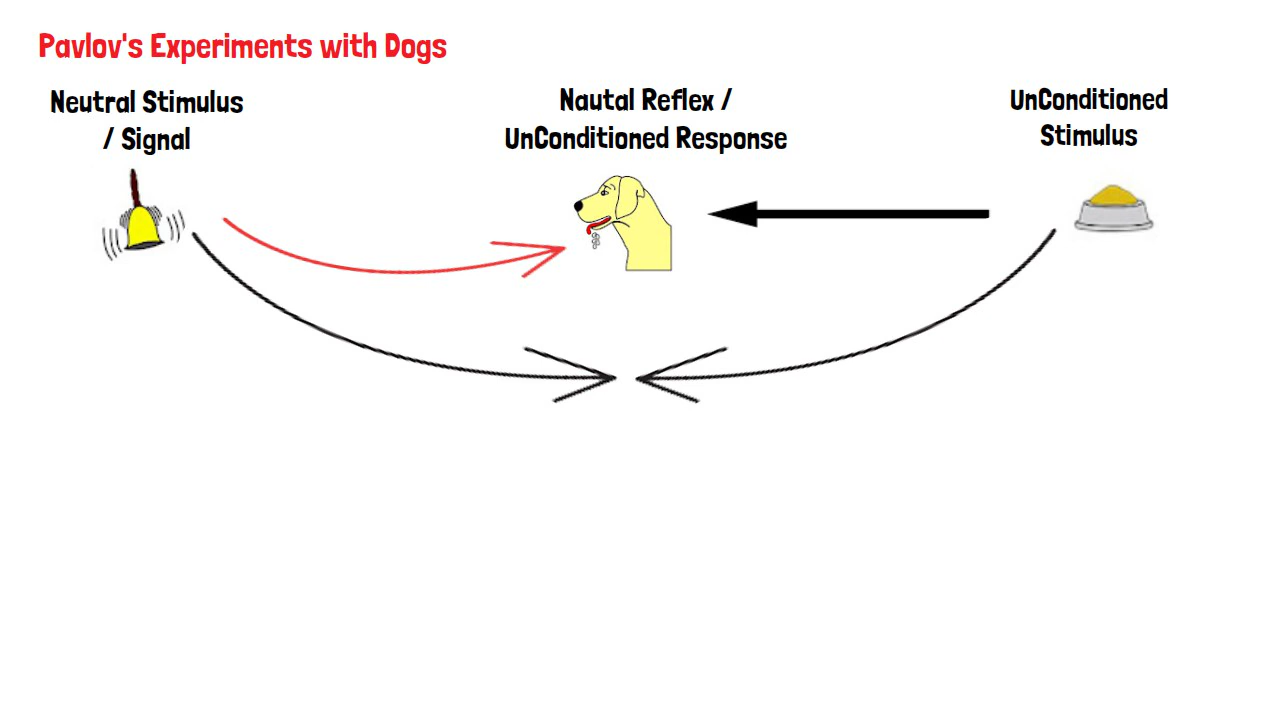 Pavlov's Experiments with Dogs
Neutral Stimulus
/ Signal
Nautal Reflex /
UnConditioned Response
UnConditioned
Stimulus